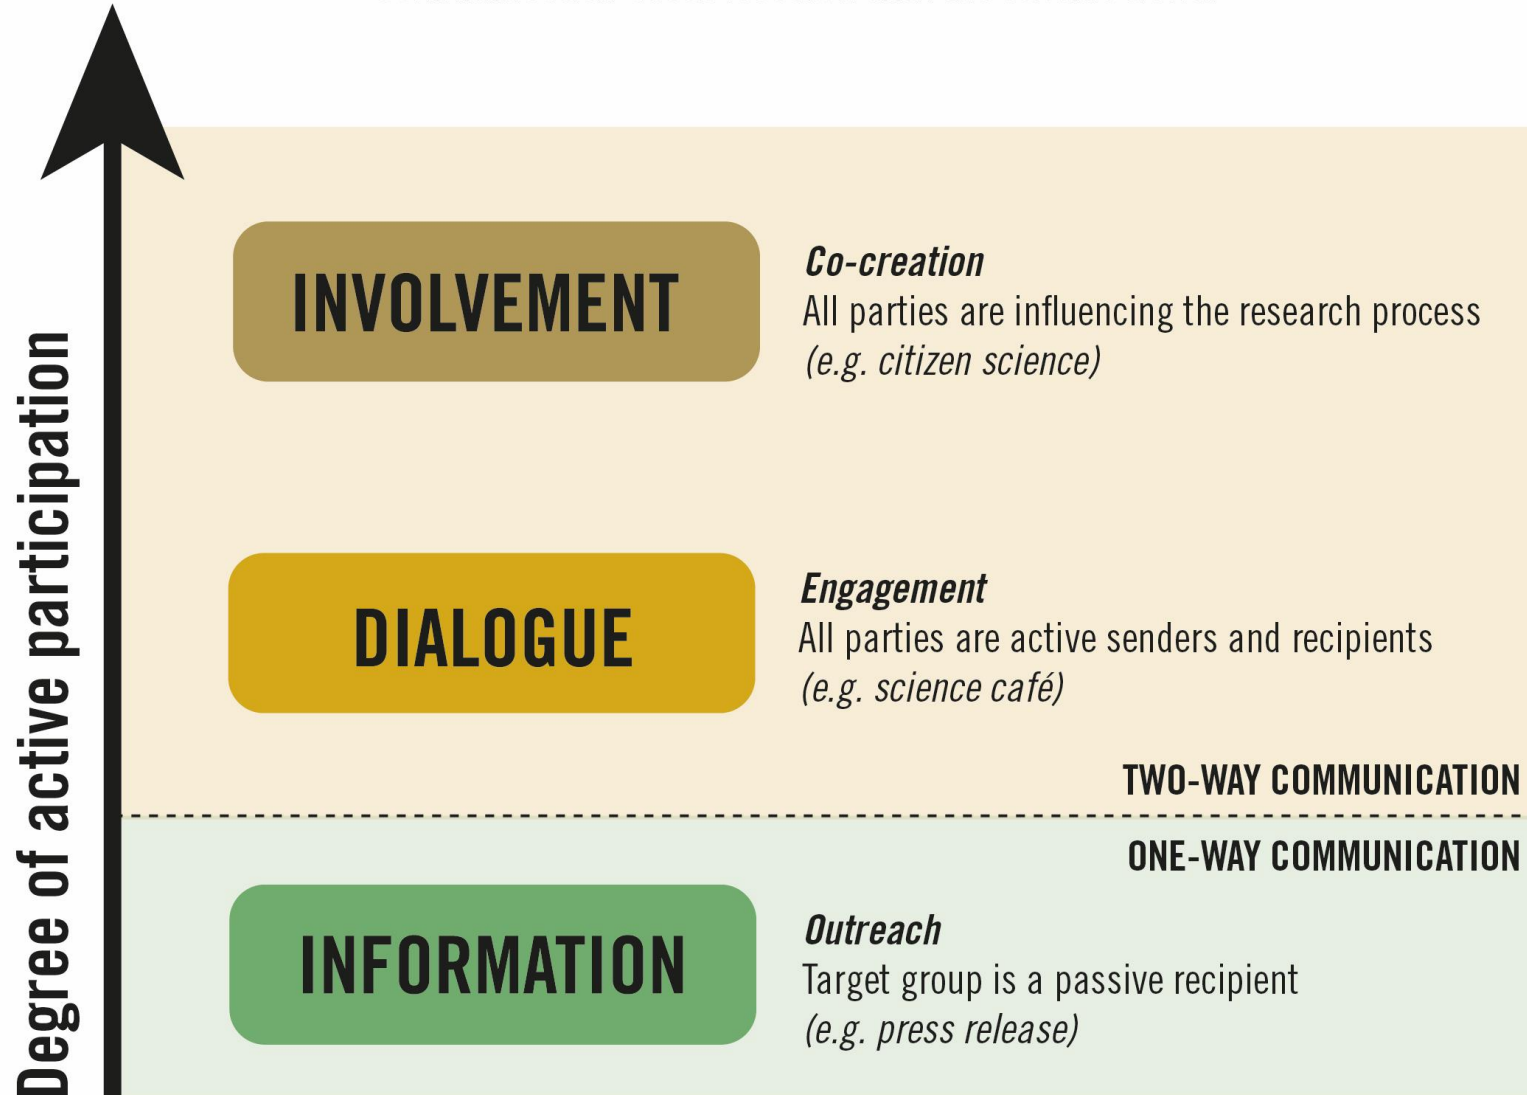 INVOLVEMENT
Co-creation
All parties are influencing the research process
(e.g. citizen science)
DIALOGUE
Engagement
All parties are active senders and recipients
(e.g. science café)
TWO-WAY COMMUNICATION
ONE-WAY COMMUNICATION
INFORMATION
Outreach
Target group is a passive recipient
(e.g. press release)
Degree of active participation